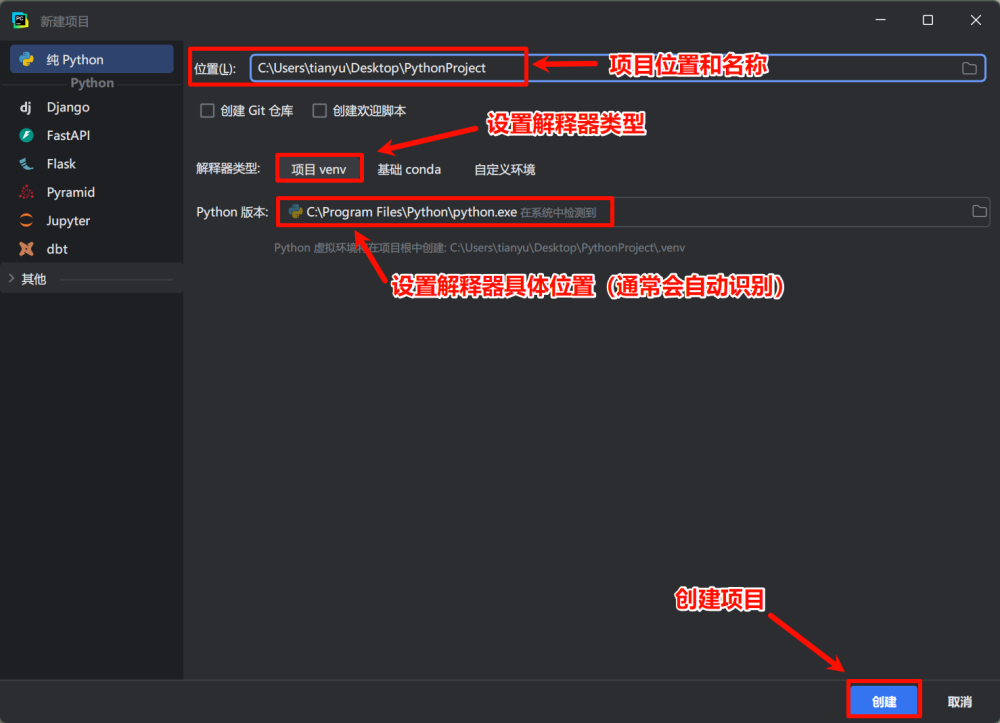 新建项目
纯 Python
Python
dj Django
FastAPI
Flask
Pyramid
Jupyter
dbt
其他
位置(L): C:\Users\tianyu\Desktop\PythonProject
项目位置和名称
创建 Git 仓库 创建欢迎脚本
设置解释器类型
解释器类型: 项目 venv 基础 conda 自定义环境
Python 版本: C:\Program Files\Python\python.exe 在系统中检测到
Python 虚拟环境将在项目根中创建: C:\Users\tianyu\Desktop\PythonProject\.venv
设置解释器具体位置（通常会自动识别）
创建项目
创建 取消